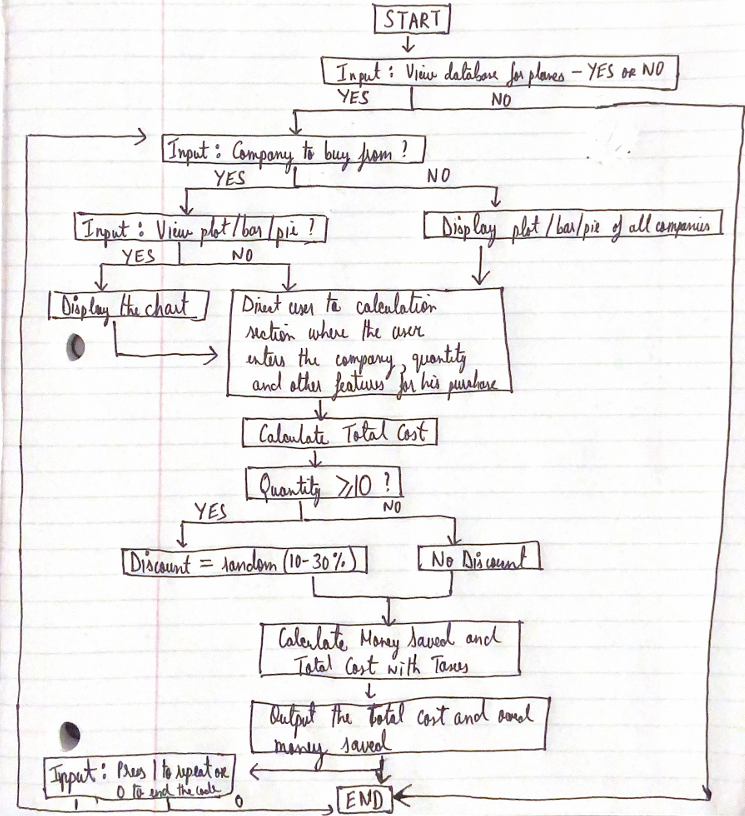 START
Input: View database for planes - YES or NO
YES NO
Input: Company to buy from?
YES NO
Input: View plot/bar/pie?
Display plot/bar/pie of all companies
YES NO
Display the chart
Direct user to calculation
section where the user
enters the company, quantity
and other features for his purchase
Calculate Total Cost
Quantity ≥10 ?
YES NO
Discount = random (10-30%)
No Discount
Calculate Money Saved and
Total Cost with Taxes
Output the total cost and
money saved
Input: Press 1 to repeat or
0 to end the code
1 0
END